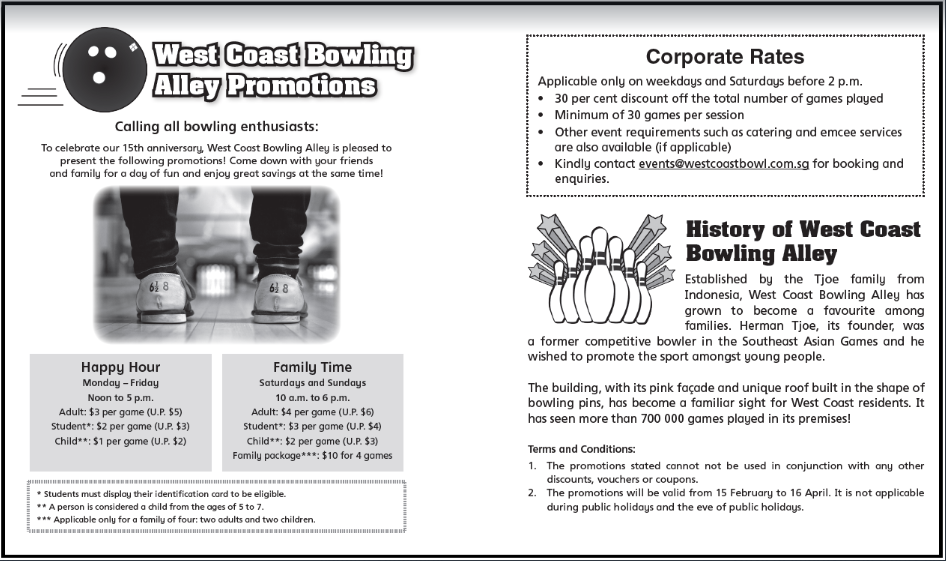 West Coast Bowling
Alley Promotions
Calling all bowling enthusiasts:
To celebrate our 15th anniversary, West Coast Bowling Alley is pleased to
present the following promotions! Come down with your friends
and family for a day of fun and enjoy great savings at the same time!
6½ 8
6½ 8
Happy Hour
Monday – Friday
Noon to 5 p.m.
Adult: $3 per game (U.P. $5)
Student*: $2 per game (U.P. $3)
Child**: $1 per game (U.P. $2)
Family Time
Saturdays and Sundays
10 a.m. to 6 p.m.
Adult: $4 per game (U.P. $6)
Student*: $3 per game (U.P. $4)
Child**: $2 per game (U.P. $3)
Family package***: $10 for 4 games
* Students must display their identification card to be eligible.
** A person is considered a child from the ages of 5 to 7.
*** Applicable only for a family of four: two adults and two children.
Corporate Rates
Applicable only on weekdays and Saturdays before 2 p.m.
• 30 per cent discount off the total number of games played
• Minimum of 30 games per session
• Other event requirements such as catering and emcee services
are also available (if applicable)
• Kindly contact events@westcoastbowl.com.sg for booking and
enquiries.
History of West Coast
Bowling Alley
Established by the Tjoe family from
Indonesia, West Coast Bowling Alley has
grown to become a favourite among
families. Herman Tjoe, its founder, was
a former competitive bowler in the Southeast Asian Games and he
wished to promote the sport amongst young people.
The building, with its pink façade and unique roof built in the shape of
bowling pins, has become a familiar sight for West Coast residents. It
has seen more than 700 000 games played in its premises!
Terms and Conditions:
1. The promotions stated cannot not be used in conjunction with any other
discounts, vouchers or coupons.
2. The promotions will be valid from 15 February to 16 April. It is not applicable
during public holidays and the eve of public holidays.